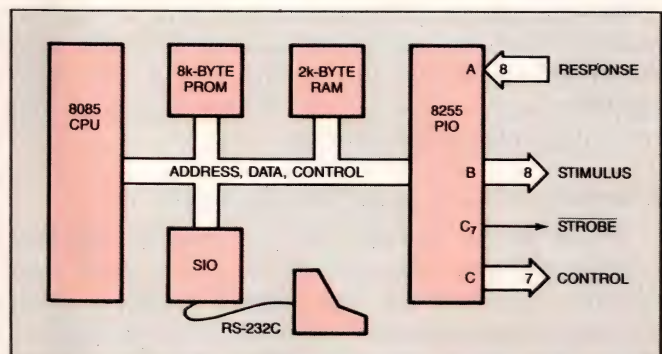 8085
CPU
8k-BYTE
PROM
2k-BYTE
RAM
8255
PIO
A
8
RESPONSE
ADDRESS, DATA, CONTROL
B
8
STIMULUS
C7
STROBE
SIO
C
7
CONTROL
RS-232C